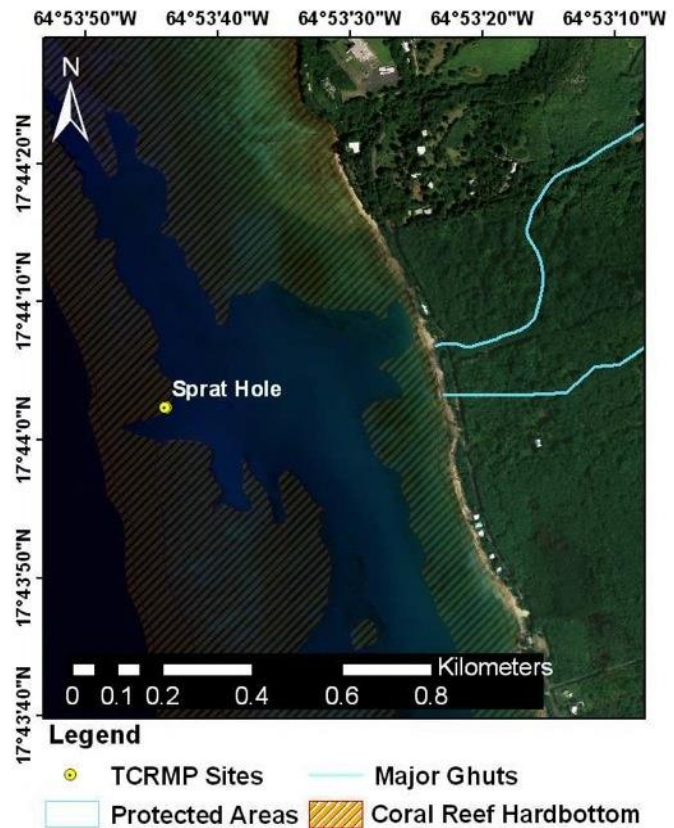 64°53'50"W 64°53'40"W 64°53'30"W 64°53'20"W 64°53'10"W
N
17°44'20"N
17°44'10"N
Sprat Hole
17°44'0"N
17°43'50"N
Kilometers
0 0.1 0.2 0.4 0.6 0.8
17°43'40"N
Legend
TCRMP Sites Major Ghuts
Protected Areas Coral Reef Hardbottom